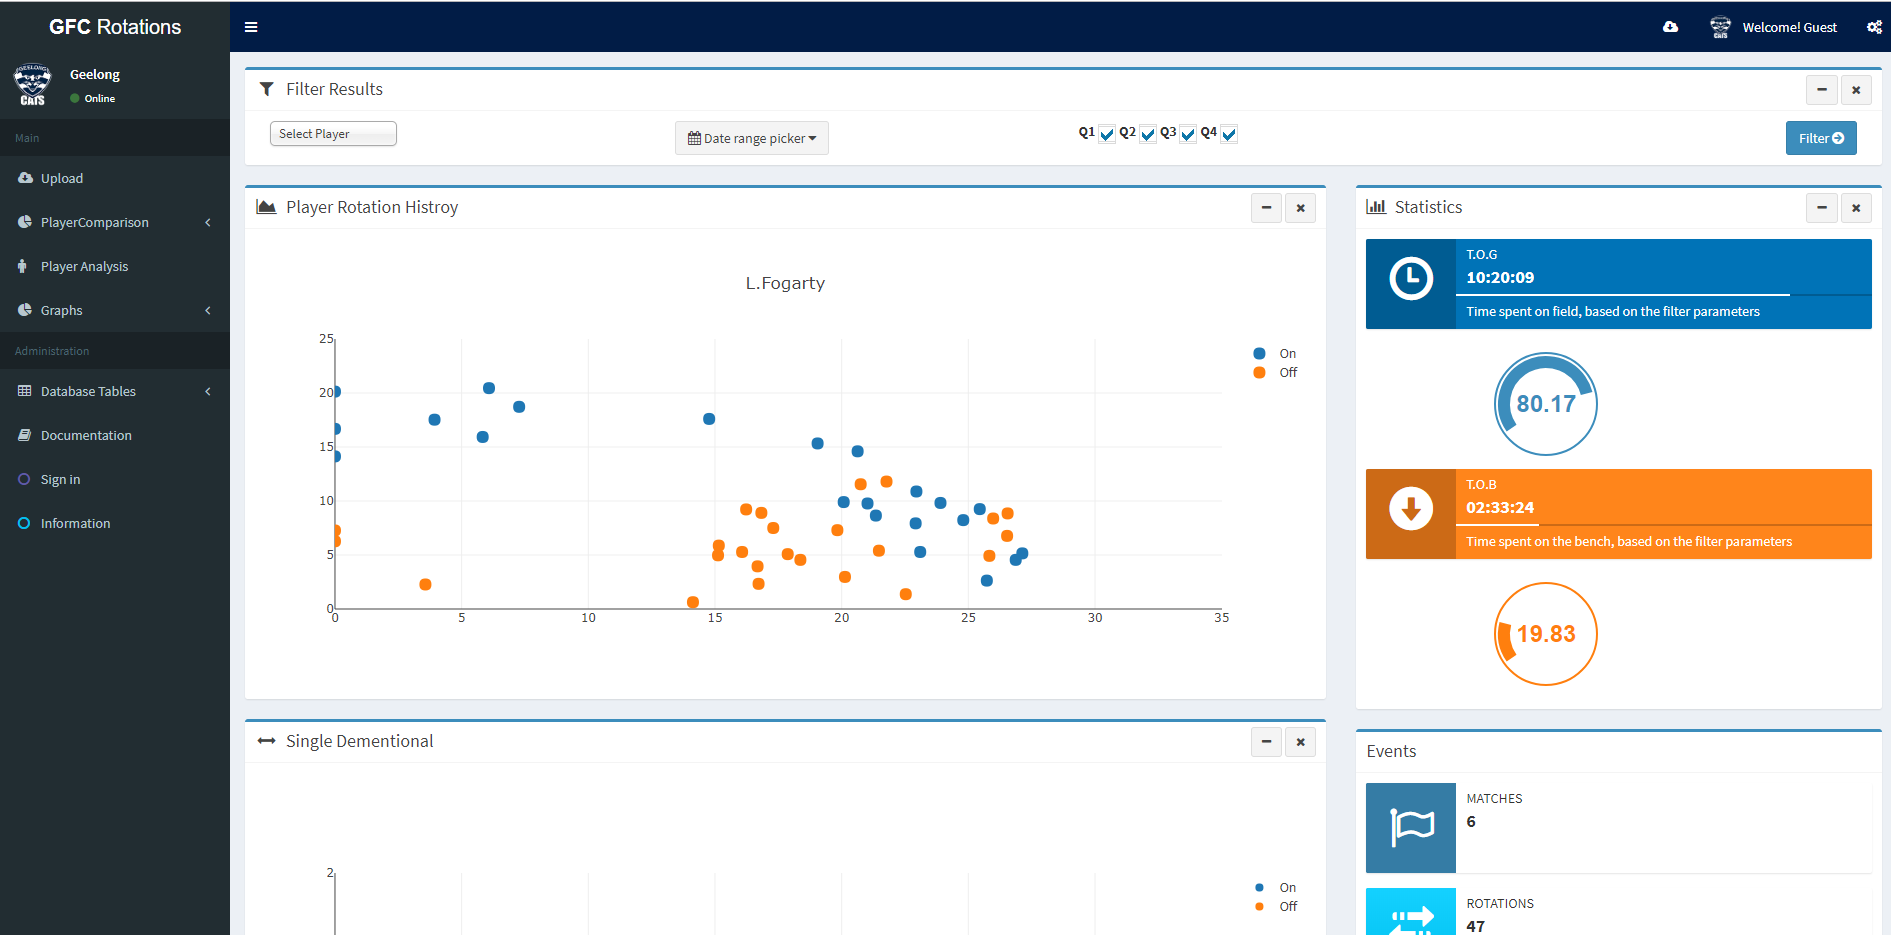 GFC Rotations
Welcome! Guest
GEELONG
CATS
Geelong
Online
Main
Upload
PlayerComparison
Player Analysis
Graphs
Administration
Database Tables
Documentation
Sign in
Information
Filter Results
Select Player
Date range picker
Q1 Q2 Q3 Q4
Filter
Player Rotation Histroy
L.Fogarty
25
20
15
10
5
0
0 5 10 15 20 25 30 35
On
Off
Statistics
T.O.G
10:20:09
Time spent on field, based on the filter parameters
80.17
T.O.B
02:33:24
Time spent on the bench, based on the filter parameters
19.83
Single Dementional
2
On
Off
Events
MATCHES
6
ROTATIONS
47